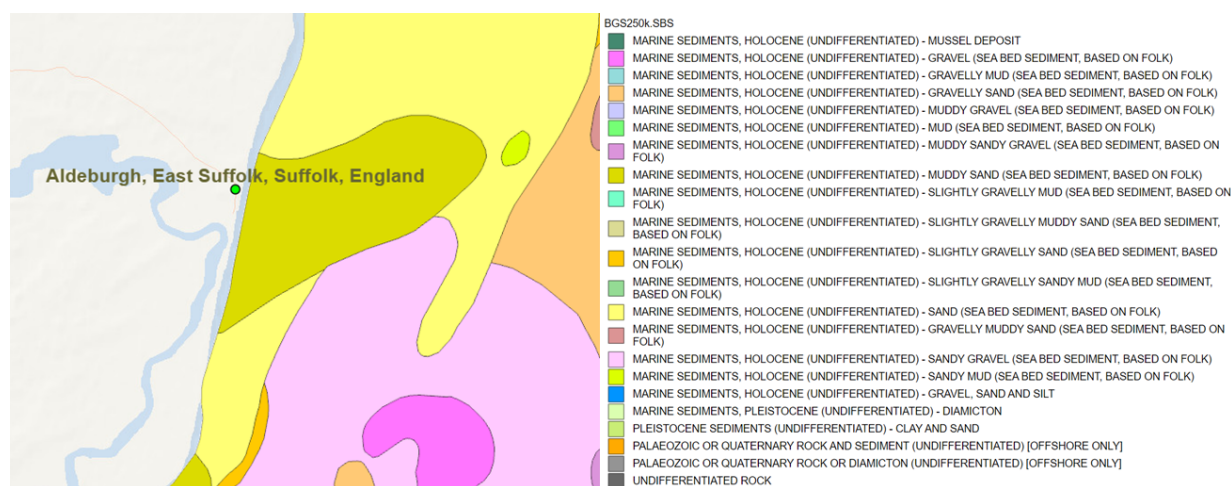 Aldeburgh, East Suffolk, Suffolk, England
BGS250k.SBS
MARINE SEDIMENTS, HOLOCENE (UNDIFFERENTIATED) - MUSSEL DEPOSIT
MARINE SEDIMENTS, HOLOCENE (UNDIFFERENTIATED) - GRAVEL (SEA BED SEDIMENT, BASED ON FOLK)
MARINE SEDIMENTS, HOLOCENE (UNDIFFERENTIATED) - GRAVELLY MUD (SEA BED SEDIMENT, BASED ON FOLK)
MARINE SEDIMENTS, HOLOCENE (UNDIFFERENTIATED) - GRAVELLY SAND (SEA BED SEDIMENT, BASED ON FOLK)
MARINE SEDIMENTS, HOLOCENE (UNDIFFERENTIATED) - MUDDY GRAVEL (SEA BED SEDIMENT, BASED ON FOLK)
MARINE SEDIMENTS, HOLOCENE (UNDIFFERENTIATED) - MUD (SEA BED SEDIMENT, BASED ON FOLK)
MARINE SEDIMENTS, HOLOCENE (UNDIFFERENTIATED) - MUDDY SANDY GRAVEL (SEA BED SEDIMENT, BASED ON
FOLK)
MARINE SEDIMENTS, HOLOCENE (UNDIFFERENTIATED) - MUDDY SAND (SEA BED SEDIMENT, BASED ON FOLK)
MARINE SEDIMENTS, HOLOCENE (UNDIFFERENTIATED) - SLIGHTLY GRAVELLY MUD (SEA BED SEDIMENT, BASED ON
FOLK)
MARINE SEDIMENTS, HOLOCENE (UNDIFFERENTIATED) - SLIGHTLY GRAVELLY MUDDY SAND (SEA BED SEDIMENT,
BASED ON FOLK)
MARINE SEDIMENTS, HOLOCENE (UNDIFFERENTIATED) - SLIGHTLY GRAVELLY SAND (SEA BED SEDIMENT, BASED
ON FOLK)
MARINE SEDIMENTS, HOLOCENE (UNDIFFERENTIATED) - SLIGHTLY GRAVELLY SANDY MUD (SEA BED SEDIMENT,
BASED ON FOLK)
MARINE SEDIMENTS, HOLOCENE (UNDIFFERENTIATED) - SAND (SEA BED SEDIMENT, BASED ON FOLK)
MARINE SEDIMENTS, HOLOCENE (UNDIFFERENTIATED) - GRAVELLY MUDDY SAND (SEA BED SEDIMENT, BASED ON
FOLK)
MARINE SEDIMENTS, HOLOCENE (UNDIFFERENTIATED) - SANDY GRAVEL (SEA BED SEDIMENT, BASED ON FOLK)
MARINE SEDIMENTS, HOLOCENE (UNDIFFERENTIATED) - SANDY MUD (SEA BED SEDIMENT, BASED ON FOLK)
MARINE SEDIMENTS, HOLOCENE (UNDIFFERENTIATED) - GRAVEL, SAND AND SILT
MARINE SEDIMENTS, PLEISTOCENE (UNDIFFERENTIATED) - DIAMICTON
PLEISTOCENE SEDIMENTS (UNDIFFERENTIATED) - CLAY AND SAND
PALAEOZOIC OR QUATERNARY ROCK AND SEDIMENT (UNDIFFERENTIATED) [OFFSHORE ONLY]
PALAEOZOIC OR QUATERNARY ROCK OR DIAMICTON (UNDIFFERENTIATED) [OFFSHORE ONLY]
UNDIFFERENTIATED ROCK